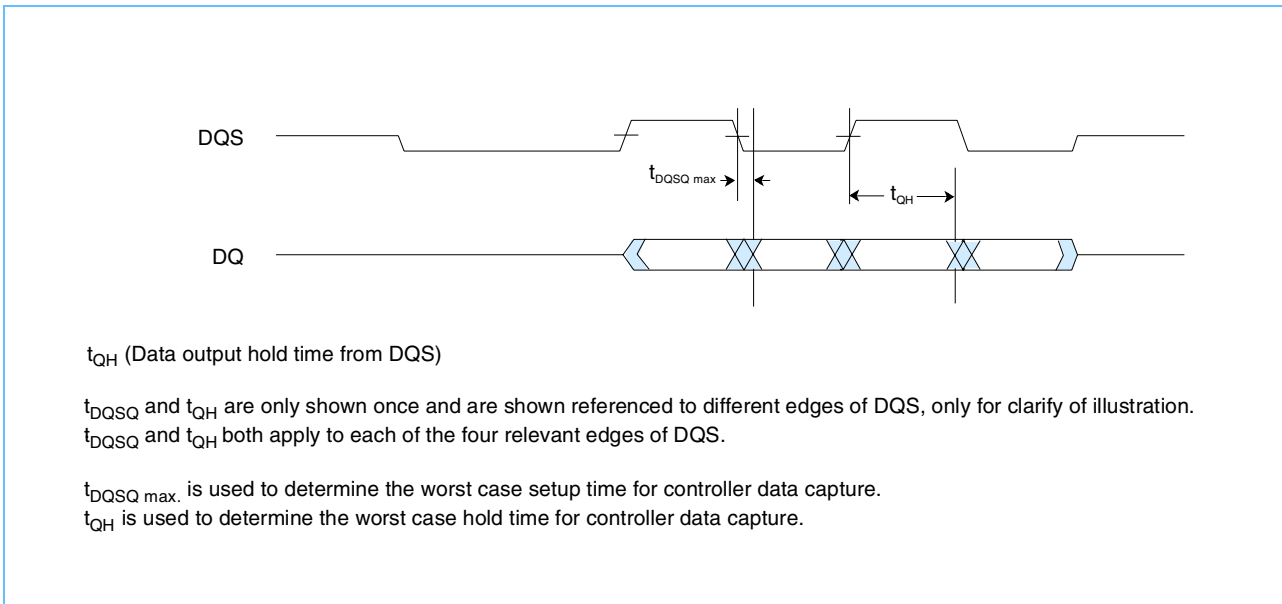 DQS
tDQSQ max
tQH
DQ
tQH (Data output hold time from DQS)
tDQSQ and tQH are only shown once and are shown referenced to different edges of DQS, only for clarify of illustration.
tDQSQ and tQH both apply to each of the four relevant edges of DQS.
tDQSQ max. is used to determine the worst case setup time for controller data capture.
tQH is used to determine the worst case hold time for controller data capture.